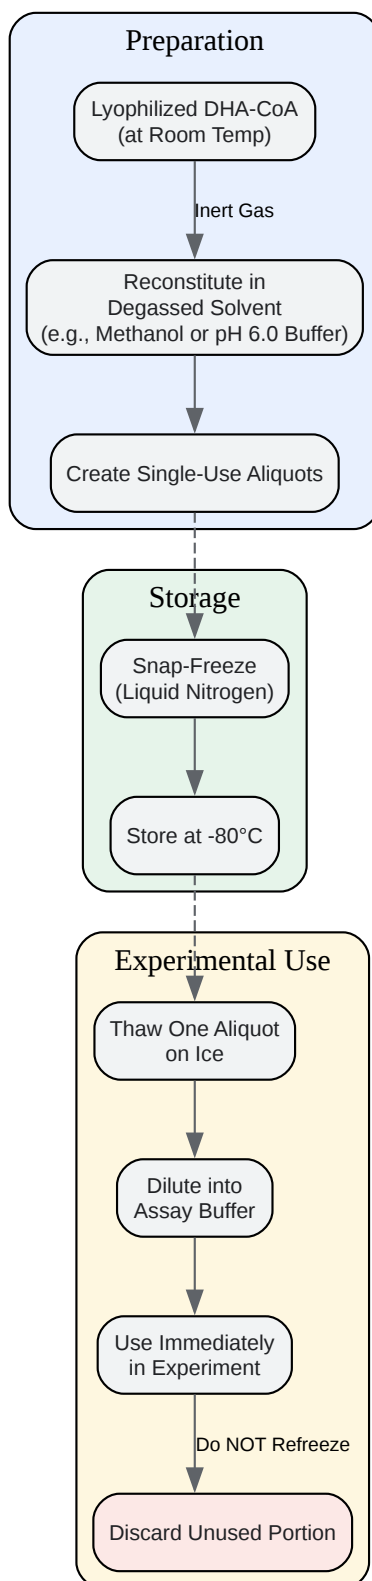 Preparation
Lyophilized DHA-CoA
(at Room Temp)
Inert Gas
Reconstitute in
Degassed Solvent
(e.g., Methanol or pH 6.0 Buffer)
Create Single-Use Aliquots
Storage
Snap-Freeze
(Liquid Nitrogen)
Store at -80°C
Experimental Use
Thaw One Aliquot
on Ice
Dilute into
Assay Buffer
Use Immediately
in Experiment
Do NOT Refreeze
Discard Unused Portion